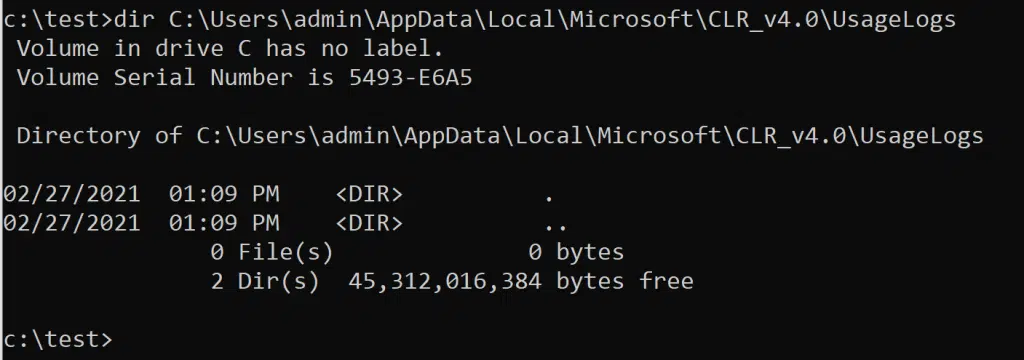 c:\test>dir C:\Users\admin\AppData\Local\Microsoft\CLR_v4.0\UsageLogs
 Volume in drive C has no label.
 Volume Serial Number is 5493-E6A5

 Directory of C:\Users\admin\AppData\Local\Microsoft\CLR_v4.0\UsageLogs

02/27/2021  01:09 PM    <DIR>          .
02/27/2021  01:09 PM    <DIR>          ..
               0 File(s)              0 bytes
               2 Dir(s)  45,312,016,384 bytes free

c:\test>